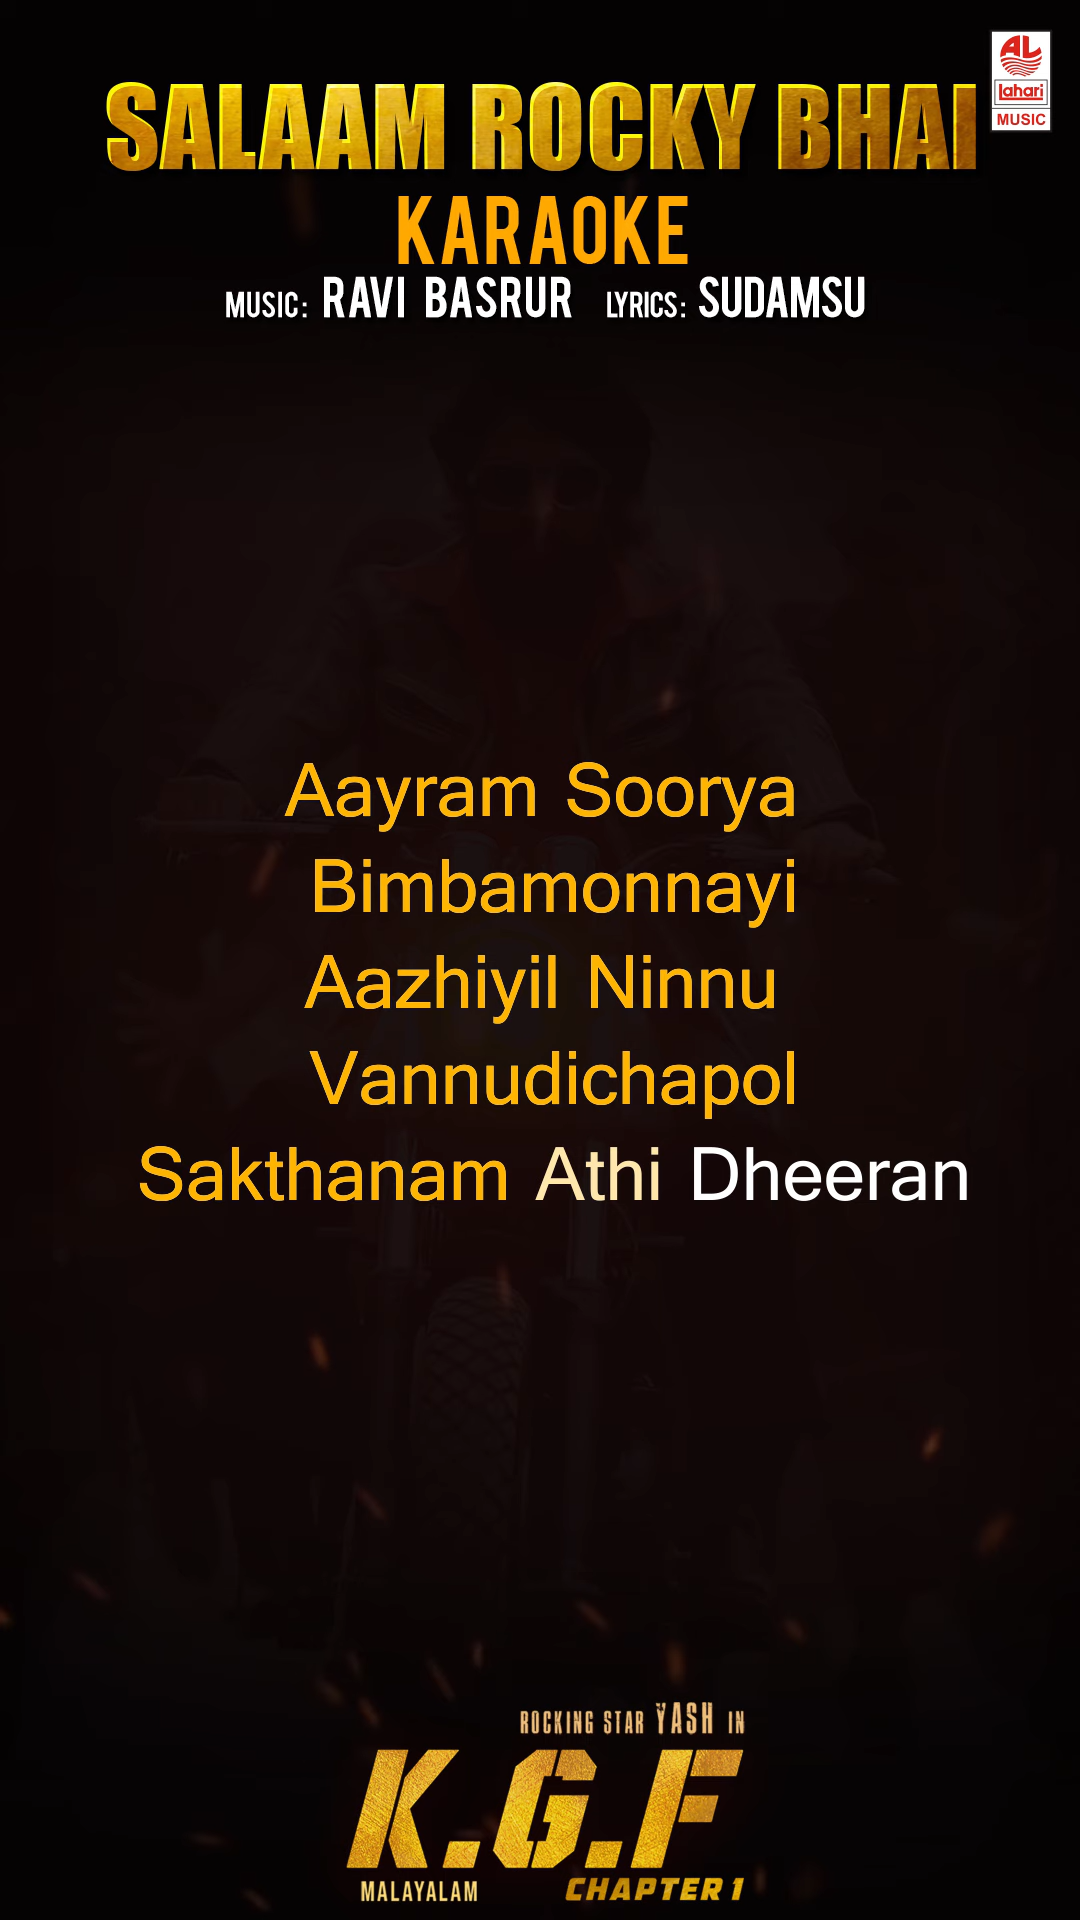 SALAAM ROCKY BHAI
AL
lahari
MUSIC
KARAOKE
MUSIC: RAVI BASRUR LYRICS: SUDAMSU
Aayram Soorya
Bimbamonnayi
Aazhiyil Ninnu
Vannudichapol
Sakthanam Athi Dheeran
ROCKING STAR YASH IN
K.G.F
MALAYALAM CHAPTER 1